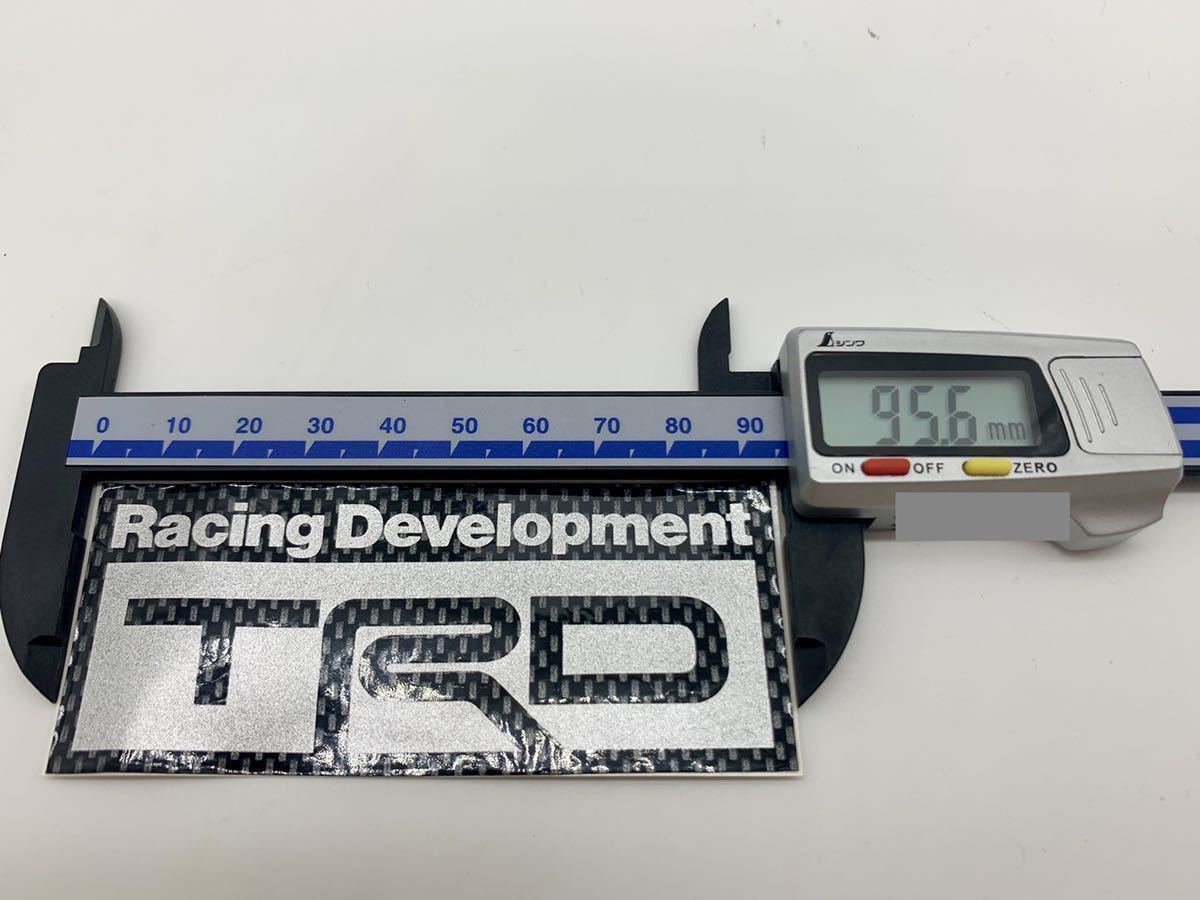 シンワ
95.6 mm
ON OFF ZERO
0 10 20 30 40 50 60 70 80 90
Racing Development
TRD